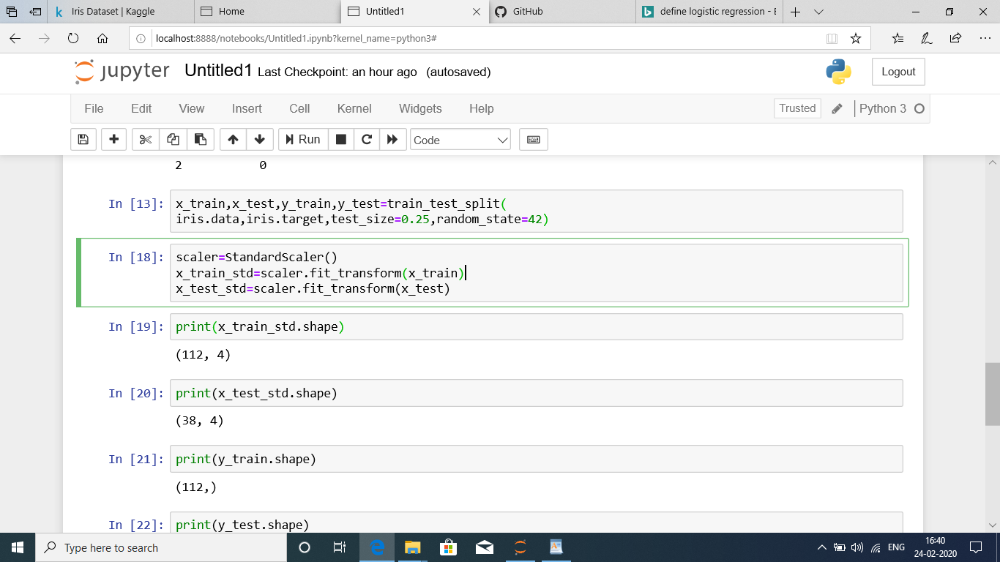 Iris Dataset | Kaggle
Home
Untitled1
GitHub
define logistic regression - E
localhost:8888/notebooks/Untitled1.ipynb?kernel_name=python3#
jupyter Untitled1 Last Checkpoint: an hour ago (autosaved)
Logout
File Edit View Insert Cell Kernel Widgets Help
Trusted
Python 3
Run
Code
2 0
In [13]: x_train,x_test,y_train,y_test=train_test_split(
iris.data,iris.target,test_size=0.25,random_state=42)
In [18]: scaler=StandardScaler()
x_train_std=scaler.fit_transform(x_train)
x_test_std=scaler.fit_transform(x_test)
In [19]: print(x_train_std.shape)
(112, 4)
In [20]: print(x_test_std.shape)
(38, 4)
In [21]: print(y_train.shape)
(112,)
In [22]: print(y_test.shape)
Type here to search
ENG
16:40
24-02-2020